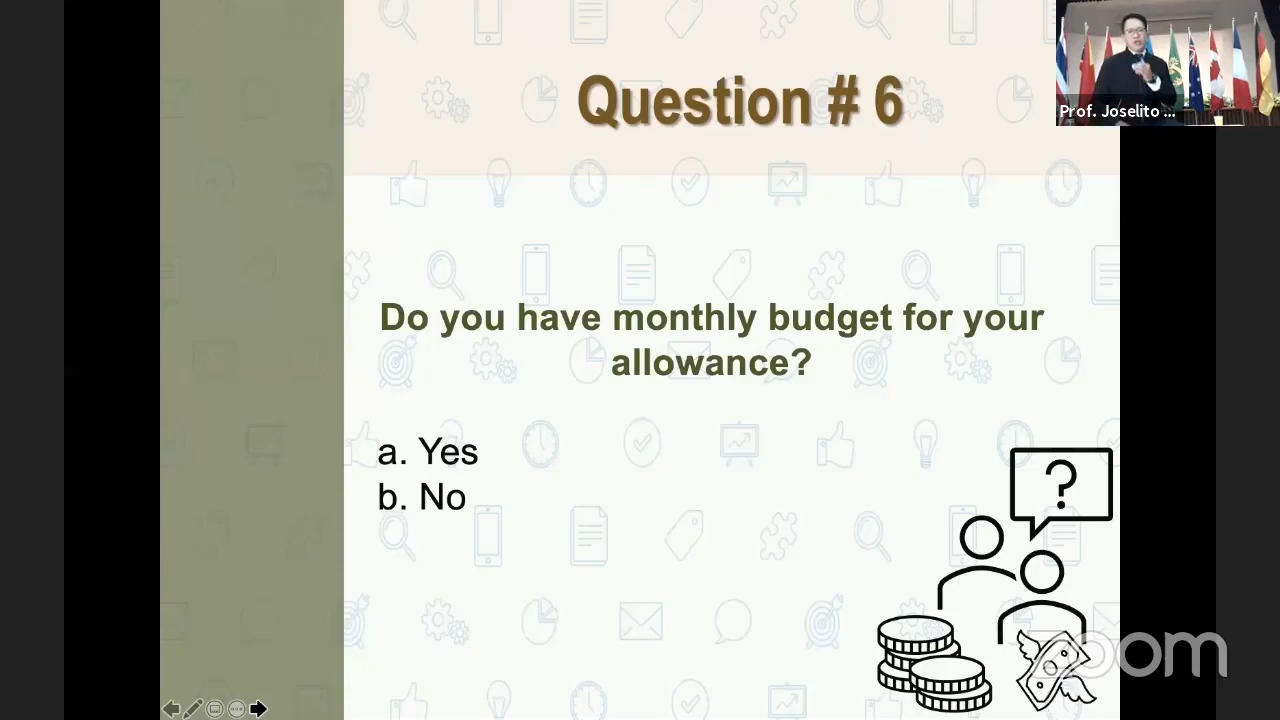 Question # 6
Prof. Joselito ...
Do you have monthly budget for your
allowance?
a. Yes
b. No
?
zoom